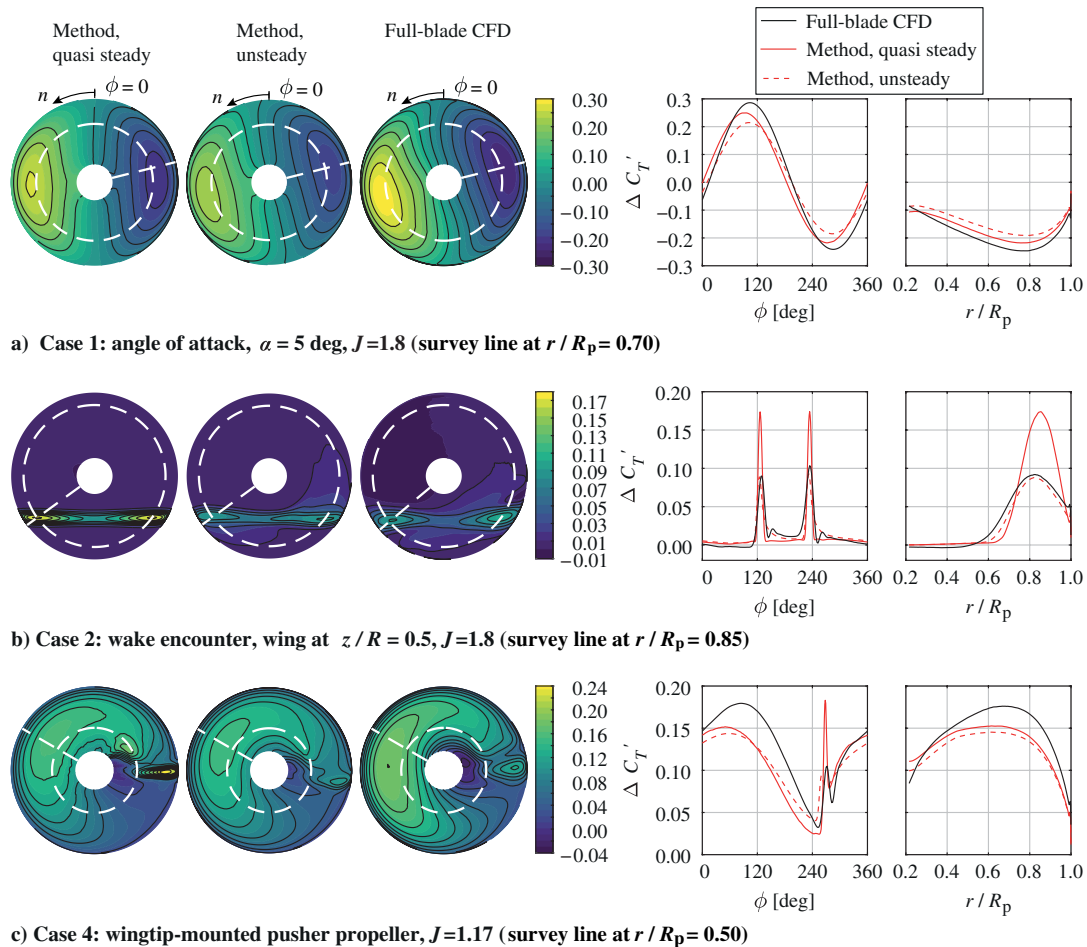 Method,
quasi steady
Method,
unsteady
Full-blade CFD
n
ϕ = 0
n
ϕ = 0
ϕ = 0
0.30
0.20
0.10
0.00
−0.10
−0.20
−0.30
Full-blade CFD
Method, quasi steady
Method, unsteady
Δ C_T′
0.3
0.2
0.1
0.0
−0.1
−0.2
−0.3
0 120 240 360
ϕ [deg]
0.2 0.4 0.6 0.8 1.0
r / R_p
a) Case 1: angle of attack, α = 5 deg, J=1.8 (survey line at r / R_p = 0.70)
0.17
0.15
0.13
0.11
0.09
0.07
0.05
0.03
0.01
−0.01
Δ C_T′
0.20
0.15
0.10
0.05
0.00
0 120 240 360
ϕ [deg]
0.2 0.4 0.6 0.8 1.0
r / R_p
b) Case 2: wake encounter, wing at z / R = 0.5, J=1.8 (survey line at r / R_p = 0.85)
0.24
0.20
0.16
0.12
0.08
0.04
0.00
−0.04
Δ C_T′
0.20
0.15
0.10
0.05
0.00
0 120 240 360
ϕ [deg]
0.2 0.4 0.6 0.8 1.0
r / R_p
c) Case 4: wingtip-mounted pusher propeller, J=1.17 (survey line at r / R_p = 0.50)